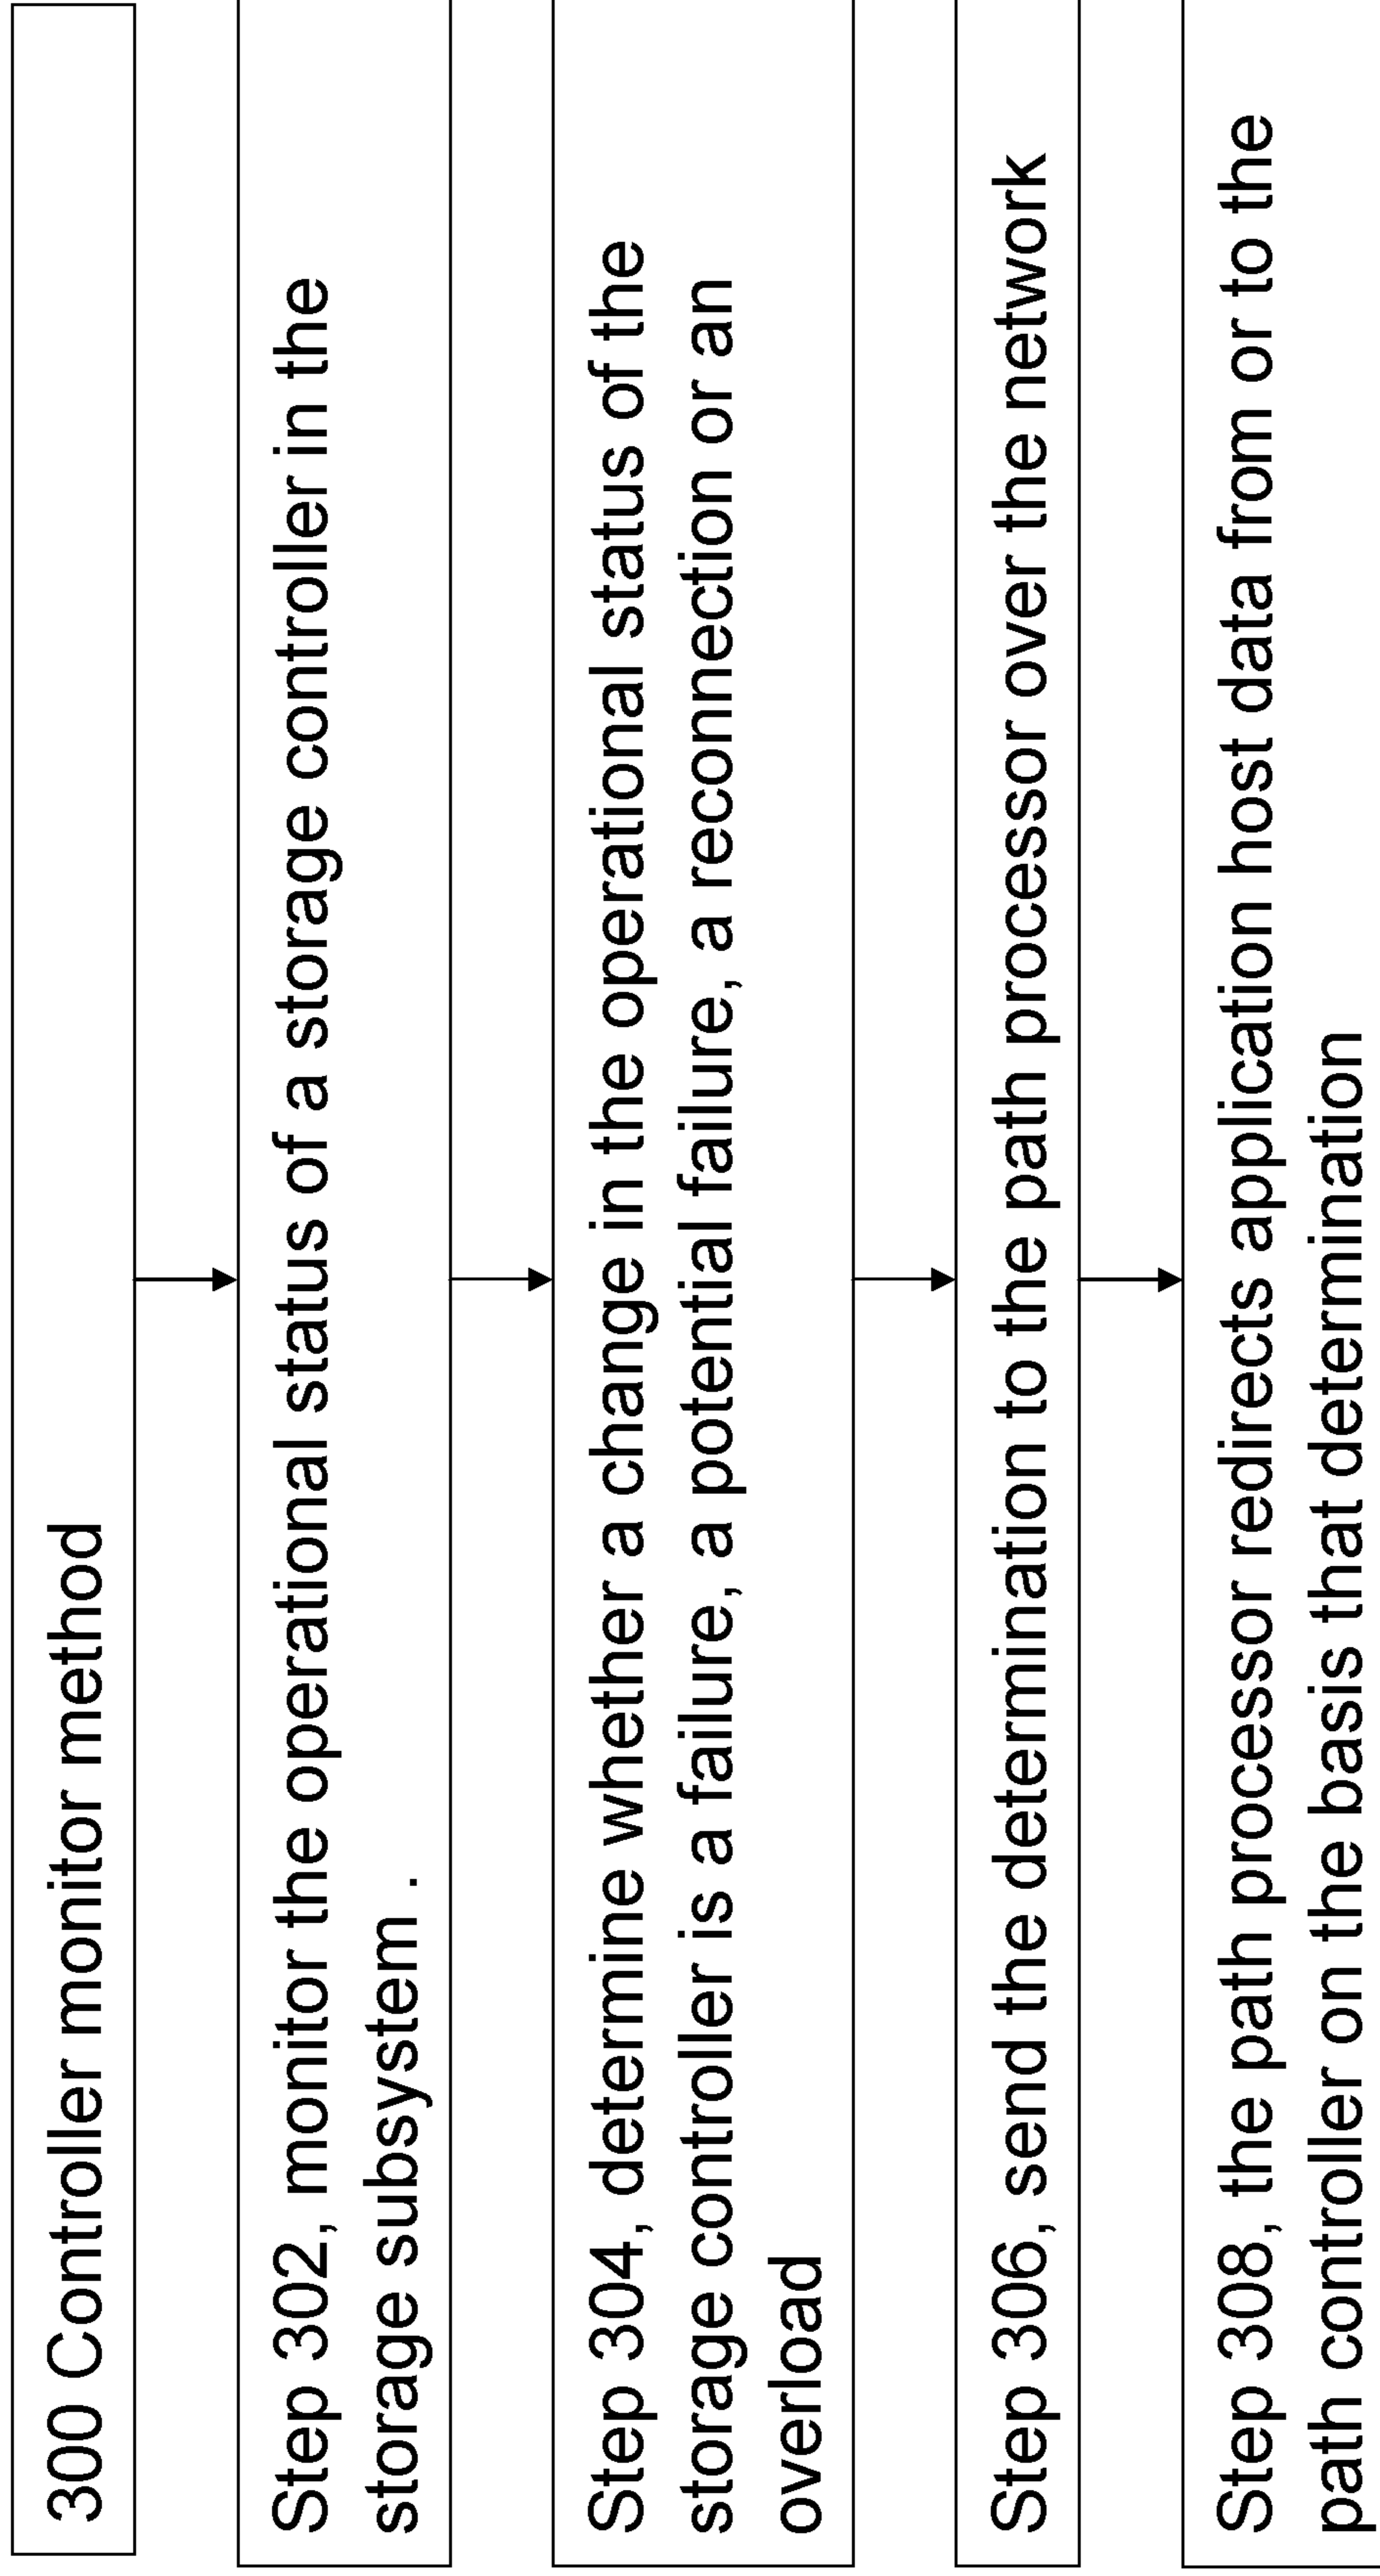 300 Controller monitor method
Step 302, monitor the operational status of a storage controller in the
storage subsystem .
Step 304, determine whether a change in the operational status of the
storage controller is a failure, a potential failure, a reconnection or an
overload
Step 306, send the determination to the path processor over the network
Step 308, the path processor redirects application host data from or to the
path controller on the basis that determination